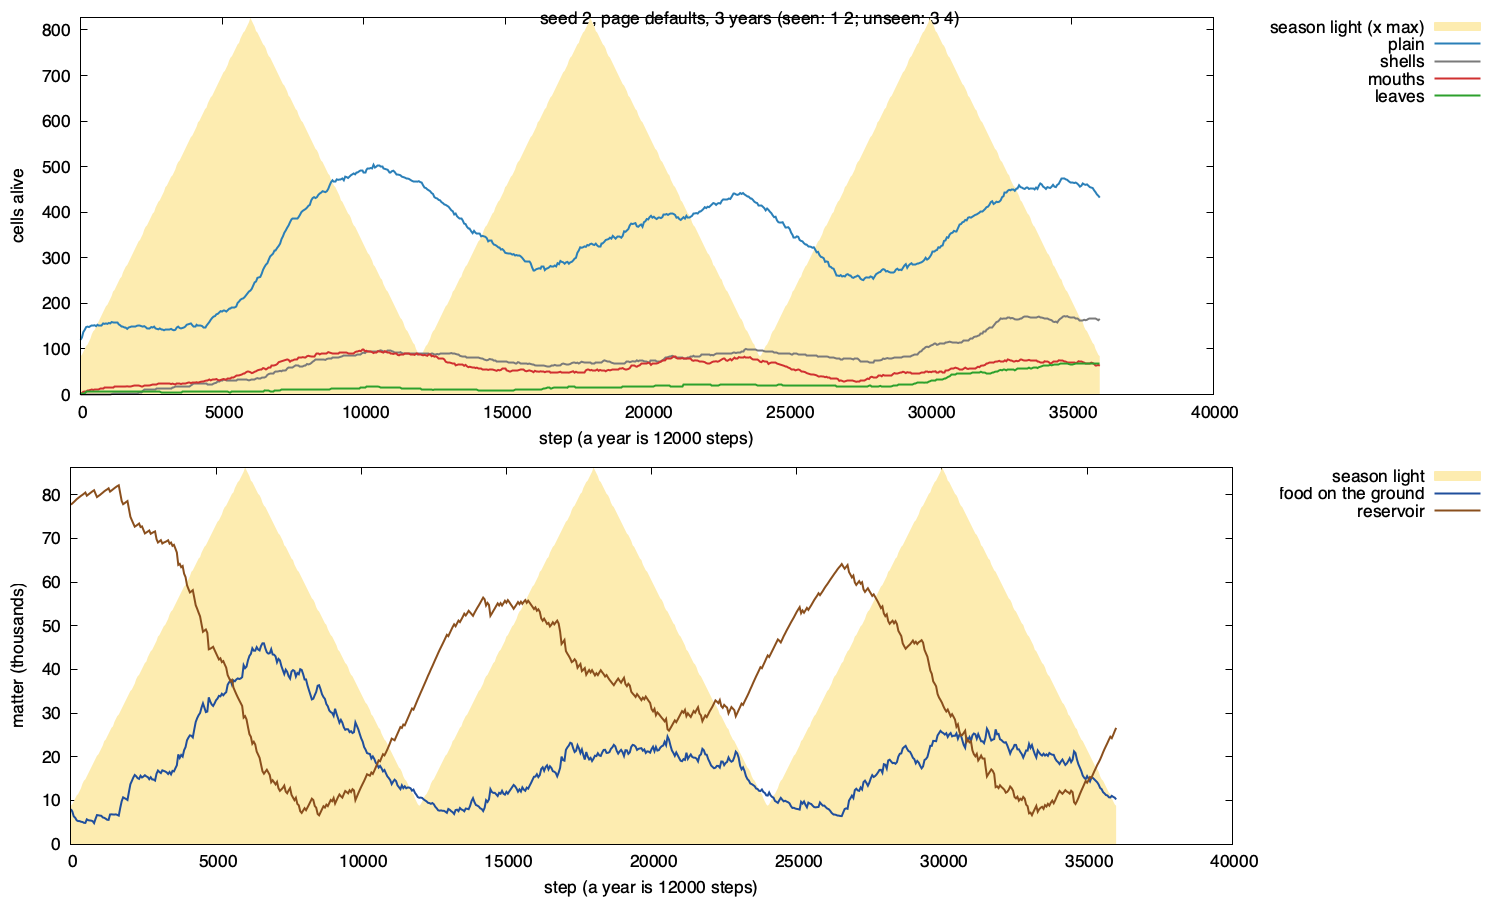 seed 2, page defaults, 3 years (seen: 1 2; unseen: 3 4)
season light (x max)
plain
shells
mouths
leaves
800
700
600
500
400
300
200
100
0
cells alive
0 5000 10000 15000 20000 25000 30000 35000 40000
step (a year is 12000 steps)
season light
food on the ground
reservoir
80
70
60
50
40
30
20
10
0
matter (thousands)
0 5000 10000 15000 20000 25000 30000 35000 40000
step (a year is 12000 steps)